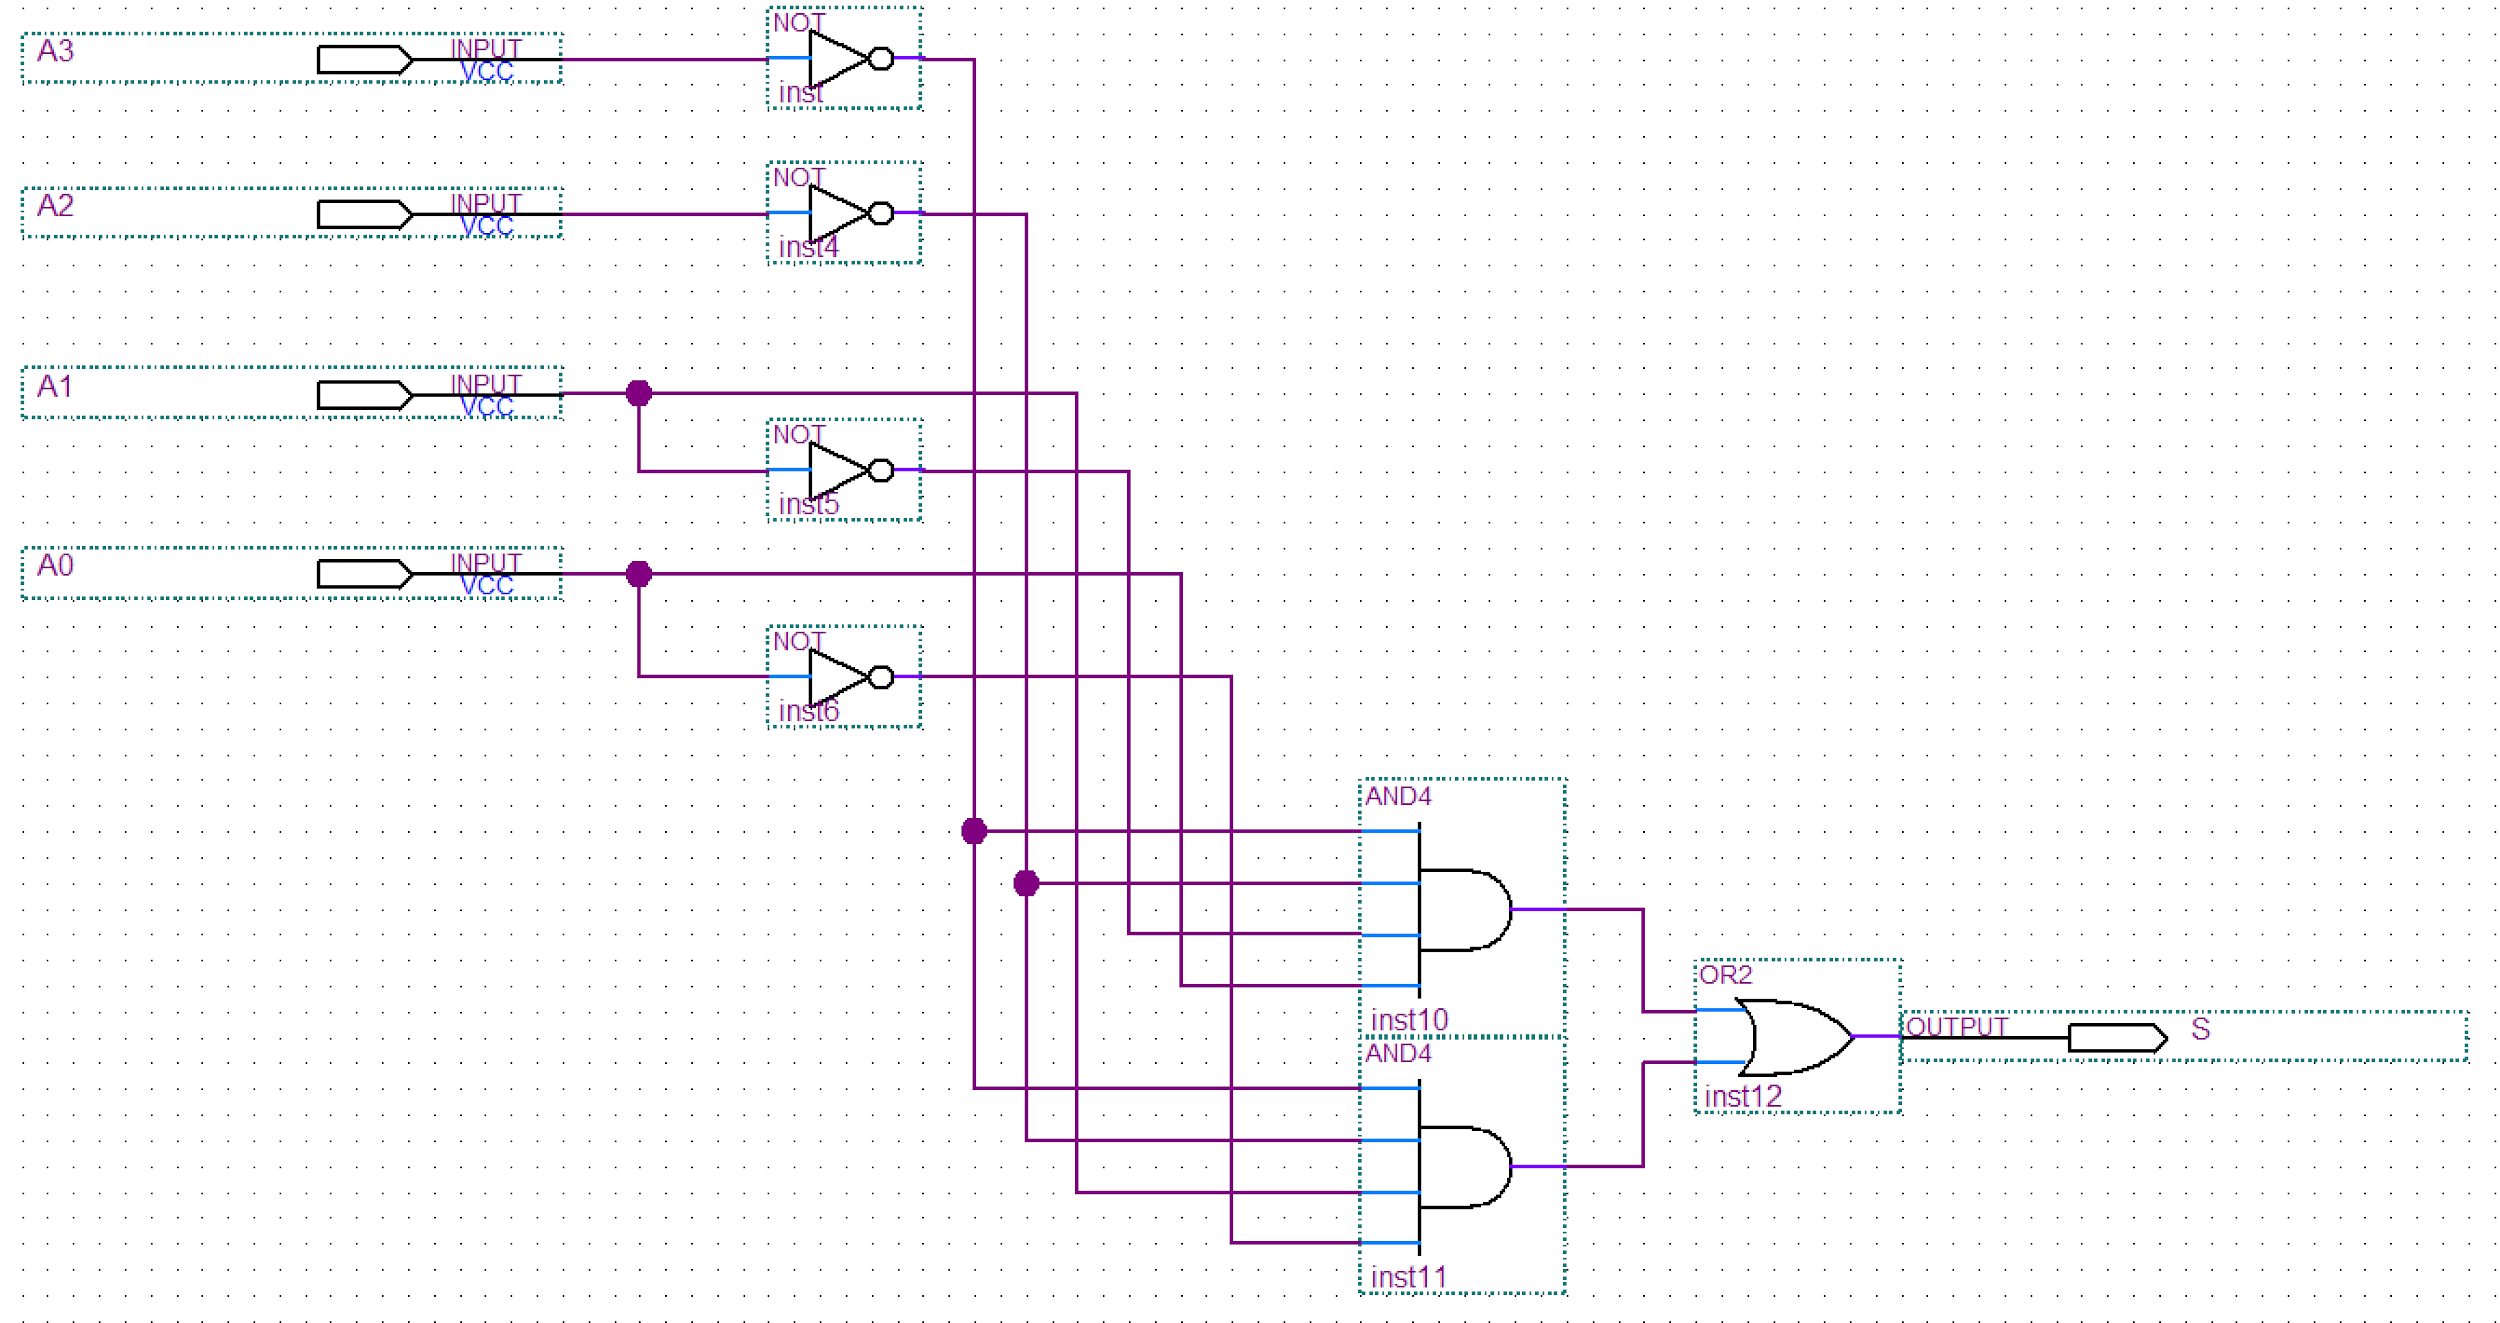 NOT
A3
INPUT
VCC
inst
NOT
A2
INPUT
VCC
inst4
A1
INPUT
VCC
NOT
inst5
A0
INPUT
VCC
NOT
inst6
AND4
inst10
OR2
OUTPUT
S
inst12
AND4
inst11